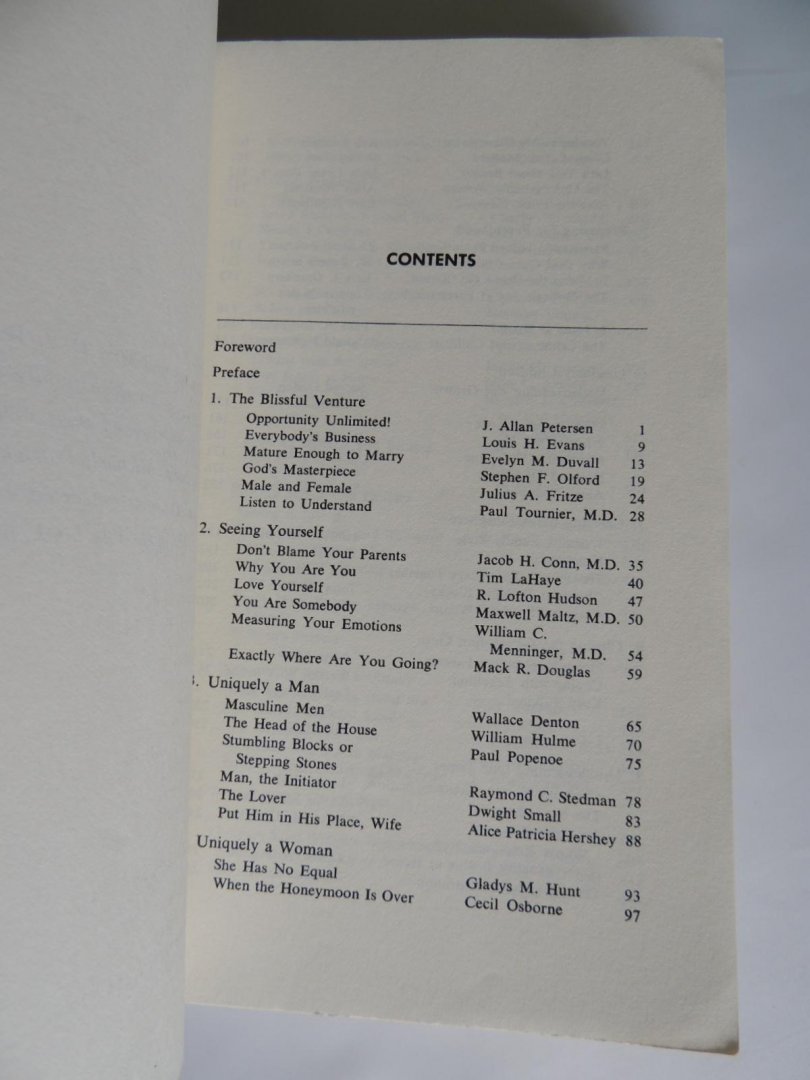 CONTENTS
Foreword
Preface
1. The Blissful Venture
Opportunity Unlimited! J. Allan Petersen 1
Everybody's Business Louis H. Evans 9
Mature Enough to Marry Evelyn M. Duvall 13
God's Masterpiece Stephen F. Olford 19
Male and Female Julius A. Fritze 24
Listen to Understand Paul Tournier, M.D. 28
2. Seeing Yourself
Don't Blame Your Parents Jacob H. Conn, M.D. 35
Why You Are You Tim LaHaye 40
Love Yourself R. Lofton Hudson 47
You Are Somebody Maxwell Maltz, M.D. 50
Measuring Your Emotions William C.
Menninger, M.D. 54
Exactly Where Are You Going? Mack R. Douglas 59
. Uniquely a Man
Masculine Men Wallace Denton 65
The Head of the House William Hulme 70
Stumbling Blocks or
Stepping Stones Paul Popenoe 75
Man, the Initiator Raymond C. Stedman 78
The Lover Dwight Small 83
Put Him in His Place, Wife Alice Patricia Hershey 88
Uniquely a Woman
She Has No Equal Gladys M. Hunt 93
When the Honeymoon Is Over Cecil Osborne 97